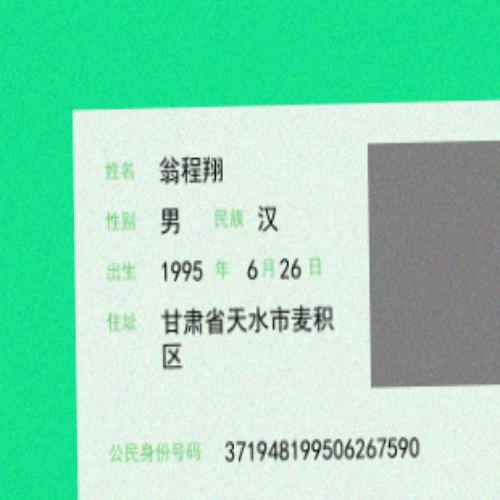 姓名 翁程翔
性别 男 民族 汉
出生 1995 年 6 月 26 日
住址 甘肃省天水市麦积
区
公民身份号码 371948199506267590